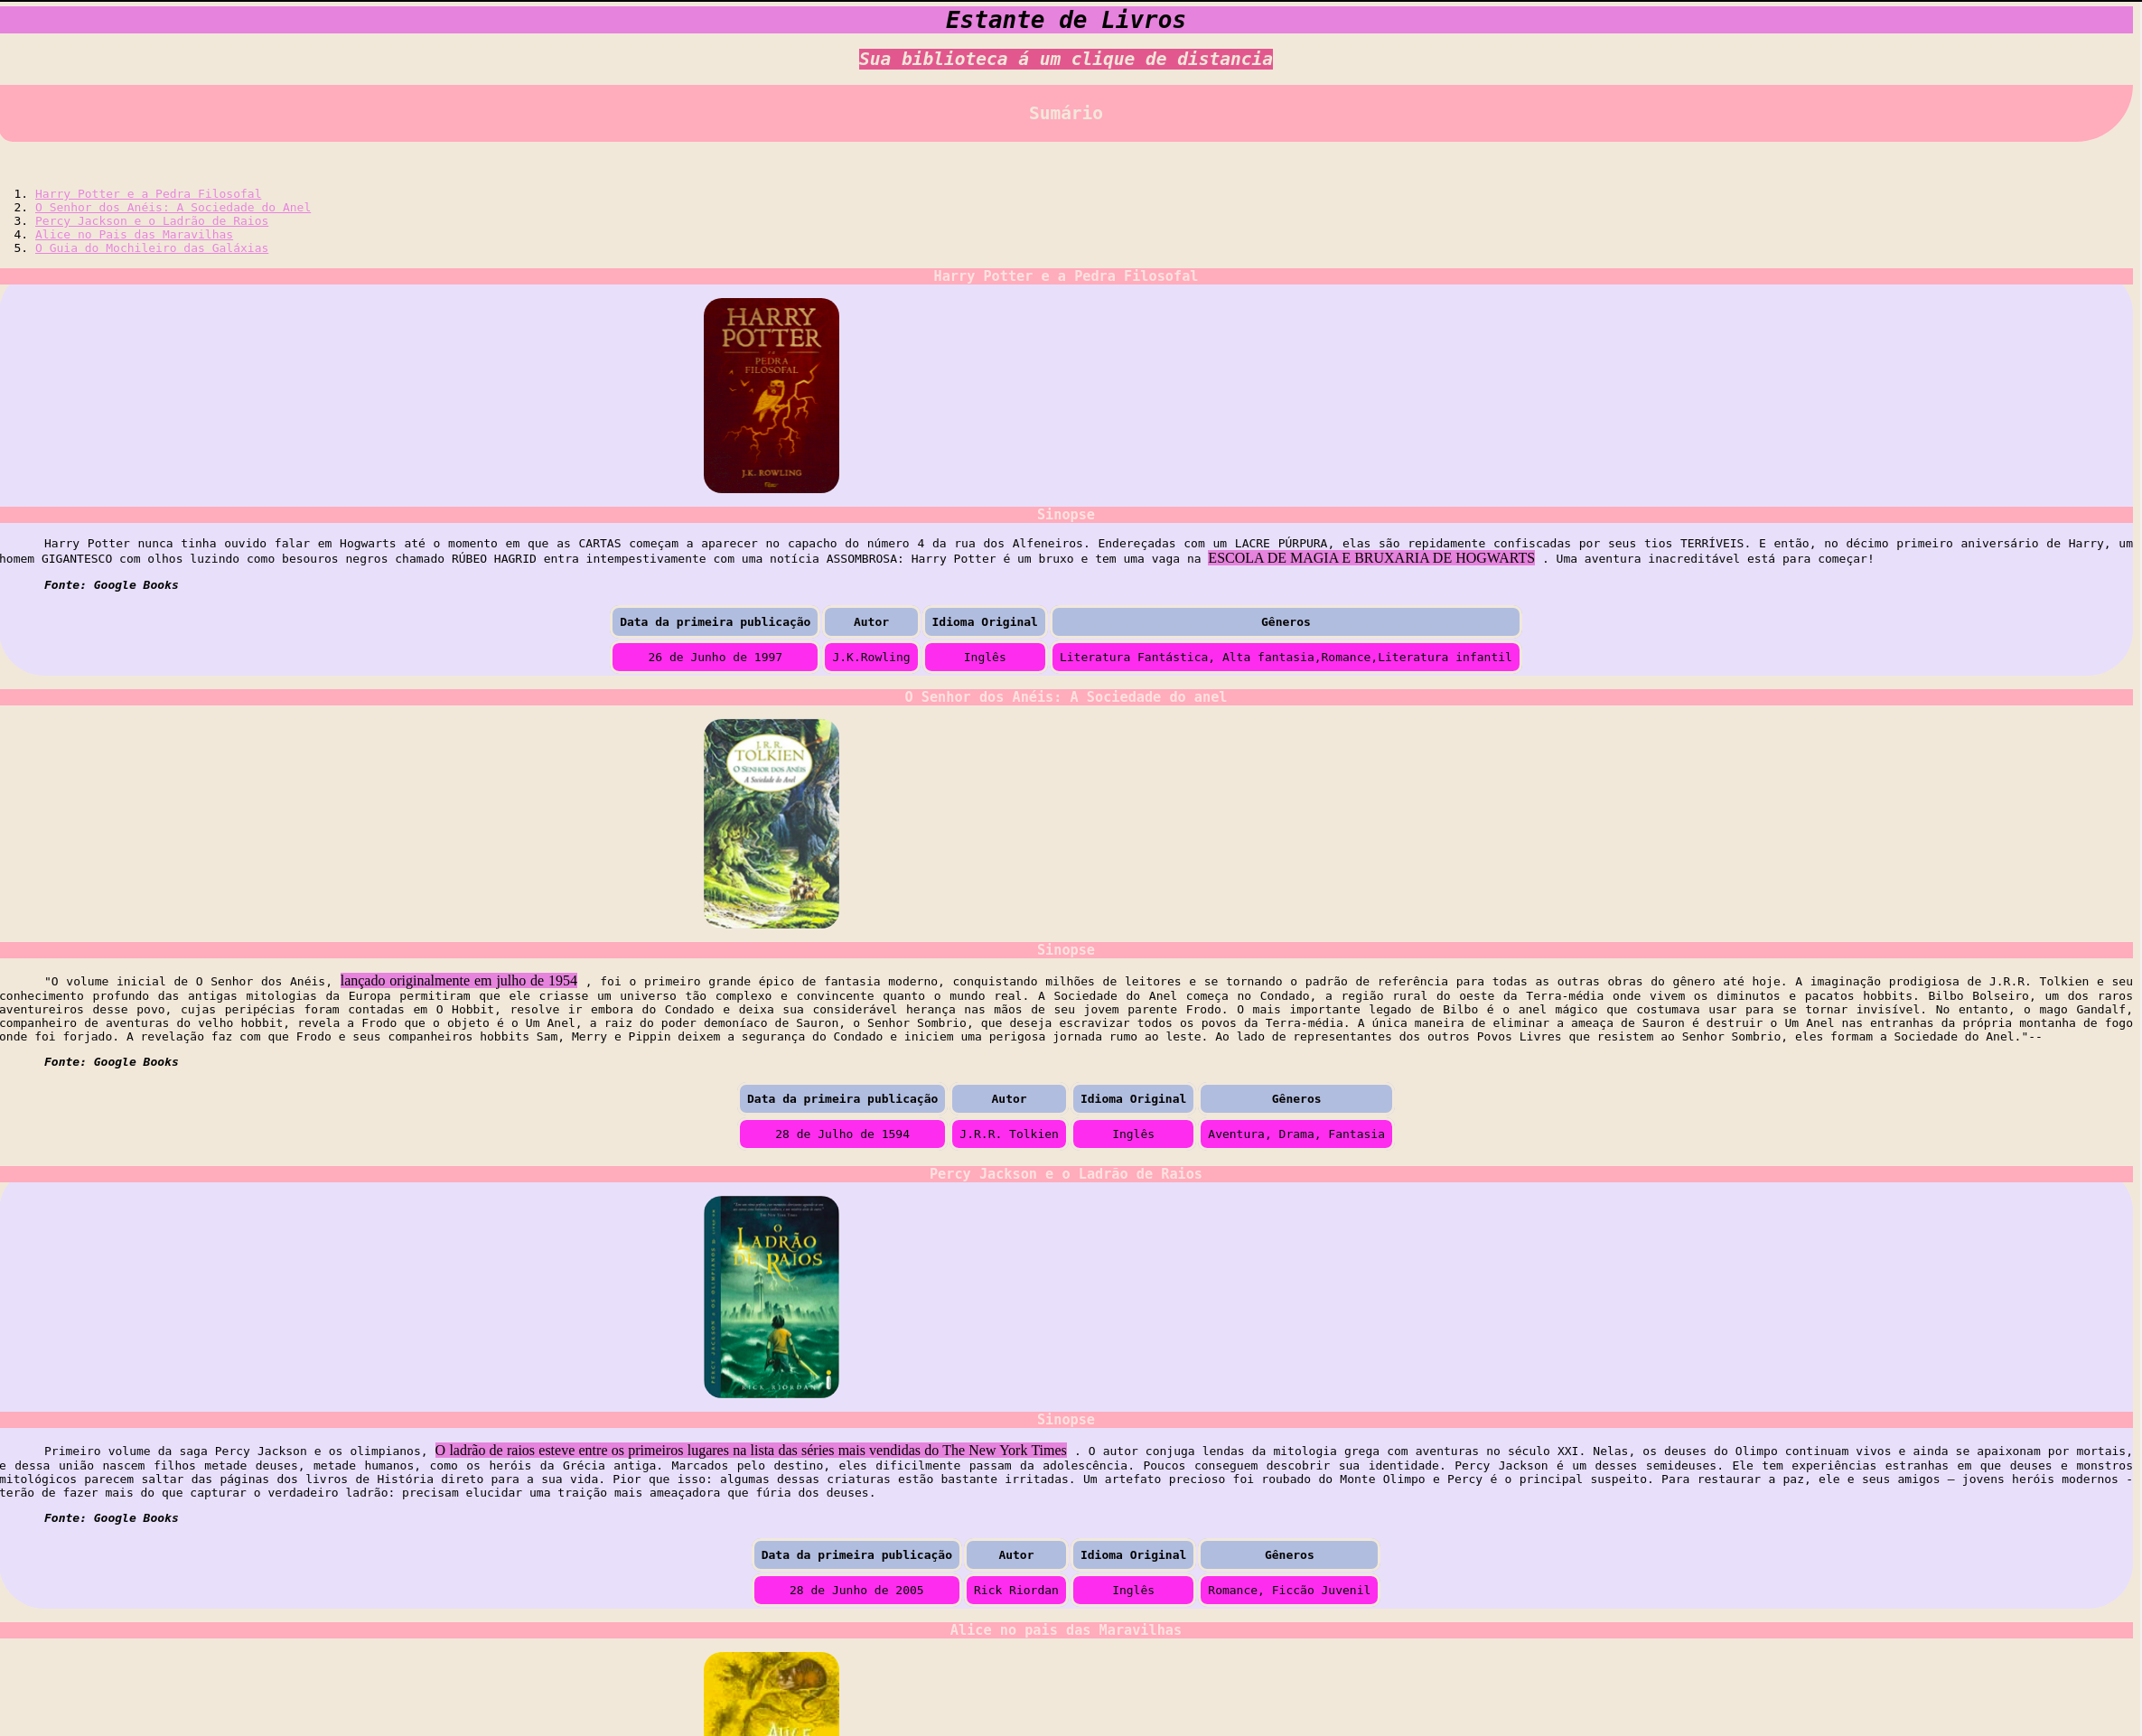 Estante de Livros
Sua biblioteca á um clique de distancia
Sumário
1. Harry Potter e a Pedra Filosofal
2. O Senhor dos Anéis: A Sociedade do Anel
3. Percy Jackson e o Ladrão de Raios
4. Alice no Pais das Maravilhas
5. O Guia do Mochileiro das Galáxias
Harry Potter e a Pedra Filosofal
HARRY
POTTER
E A
PEDRA
FILOSOFAL
J.K. ROWLING
Sinopse
Harry Potter nunca tinha ouvido falar em Hogwarts até o momento em que as CARTAS começam a aparecer no capacho do número 4 da rua dos Alfeneiros. Endereçadas com um LACRE PÚRPURA, elas são repidamente confiscadas por seus tios TERRÍVEIS. E então, no décimo primeiro aniversário de Harry, um
homem GIGANTESCO com olhos luzindo como besouros negros chamado RÚBEO HAGRID entra intempestivamente com uma notícia ASSOMBROSA: Harry Potter é um bruxo e tem uma vaga na ESCOLA DE MAGIA E BRUXARIA DE HOGWARTS . Uma aventura inacreditável está para começar!
Fonte: Google Books
Data da primeira publicação Autor Idioma Original Gêneros
26 de Junho de 1997 J.K.Rowling Inglês Literatura Fantástica, Alta fantasia,Romance,Literatura infantil
O Senhor dos Anéis: A Sociedade do anel
J.R.R.
TOLKIEN
O SENHOR DOS ANÉIS
A Sociedade do Anel
Sinopse
"O volume inicial de O Senhor dos Anéis, lançado originalmente em julho de 1954 , foi o primeiro grande épico de fantasia moderno, conquistando milhões de leitores e se tornando o padrão de referência para todas as outras obras do gênero até hoje. A imaginação prodigiosa de J.R.R. Tolkien e seu
conhecimento profundo das antigas mitologias da Europa permitiram que ele criasse um universo tão complexo e convincente quanto o mundo real. A Sociedade do Anel começa no Condado, a região rural do oeste da Terra-média onde vivem os diminutos e pacatos hobbits. Bilbo Bolseiro, um dos raros
aventureiros desse povo, cujas peripécias foram contadas em O Hobbit, resolve ir embora do Condado e deixa sua considerável herança nas mãos de seu jovem parente Frodo. O mais importante legado de Bilbo é o anel mágico que costumava usar para se tornar invisível. No entanto, o mago Gandalf,
companheiro de aventuras do velho hobbit, revela a Frodo que o objeto é o Um Anel, a raiz do poder demoníaco de Sauron, o Senhor Sombrio, que deseja escravizar todos os povos da Terra-média. A única maneira de eliminar a ameaça de Sauron é destruir o Um Anel nas entranhas da própria montanha de fogo
onde foi forjado. A revelação faz com que Frodo e seus companheiros hobbits Sam, Merry e Pippin deixem a segurança do Condado e iniciem uma perigosa jornada rumo ao leste. Ao lado de representantes dos outros Povos Livres que resistem ao Senhor Sombrio, eles formam a Sociedade do Anel."--
Fonte: Google Books
Data da primeira publicação Autor Idioma Original Gêneros
28 de Julho de 1594 J.R.R. Tolkien Inglês Aventura, Drama, Fantasia
Percy Jackson e o Ladrão de Raios
O
LADRÃO
DE RAIOS
PERCY JACKSON E OS OLIMPIANOS
RICK RIORDAN
Sinopse
Primeiro volume da saga Percy Jackson e os olimpianos, O ladrão de raios esteve entre os primeiros lugares na lista das séries mais vendidas do The New York Times . O autor conjuga lendas da mitologia grega com aventuras no século XXI. Nelas, os deuses do Olimpo continuam vivos e ainda se apaixonam por mortais,
e dessa união nascem filhos metade deuses, metade humanos, como os heróis da Grécia antiga. Marcados pelo destino, eles dificilmente passam da adolescência. Poucos conseguem descobrir sua identidade. Percy Jackson é um desses semideuses. Ele tem experiências estranhas em que deuses e monstros
mitológicos parecem saltar das páginas dos livros de História direto para a sua vida. Pior que isso: algumas dessas criaturas estão bastante irritadas. Um artefato precioso foi roubado do Monte Olimpo e Percy é o principal suspeito. Para restaurar a paz, ele e seus amigos – jovens heróis modernos -
terão de fazer mais do que capturar o verdadeiro ladrão: precisam elucidar uma traição mais ameaçadora que fúria dos deuses.
Fonte: Google Books
Data da primeira publicação Autor Idioma Original Gêneros
28 de Junho de 2005 Rick Riordan Inglês Romance, Ficcão Juvenil
Alice no pais das Maravilhas
ALICE